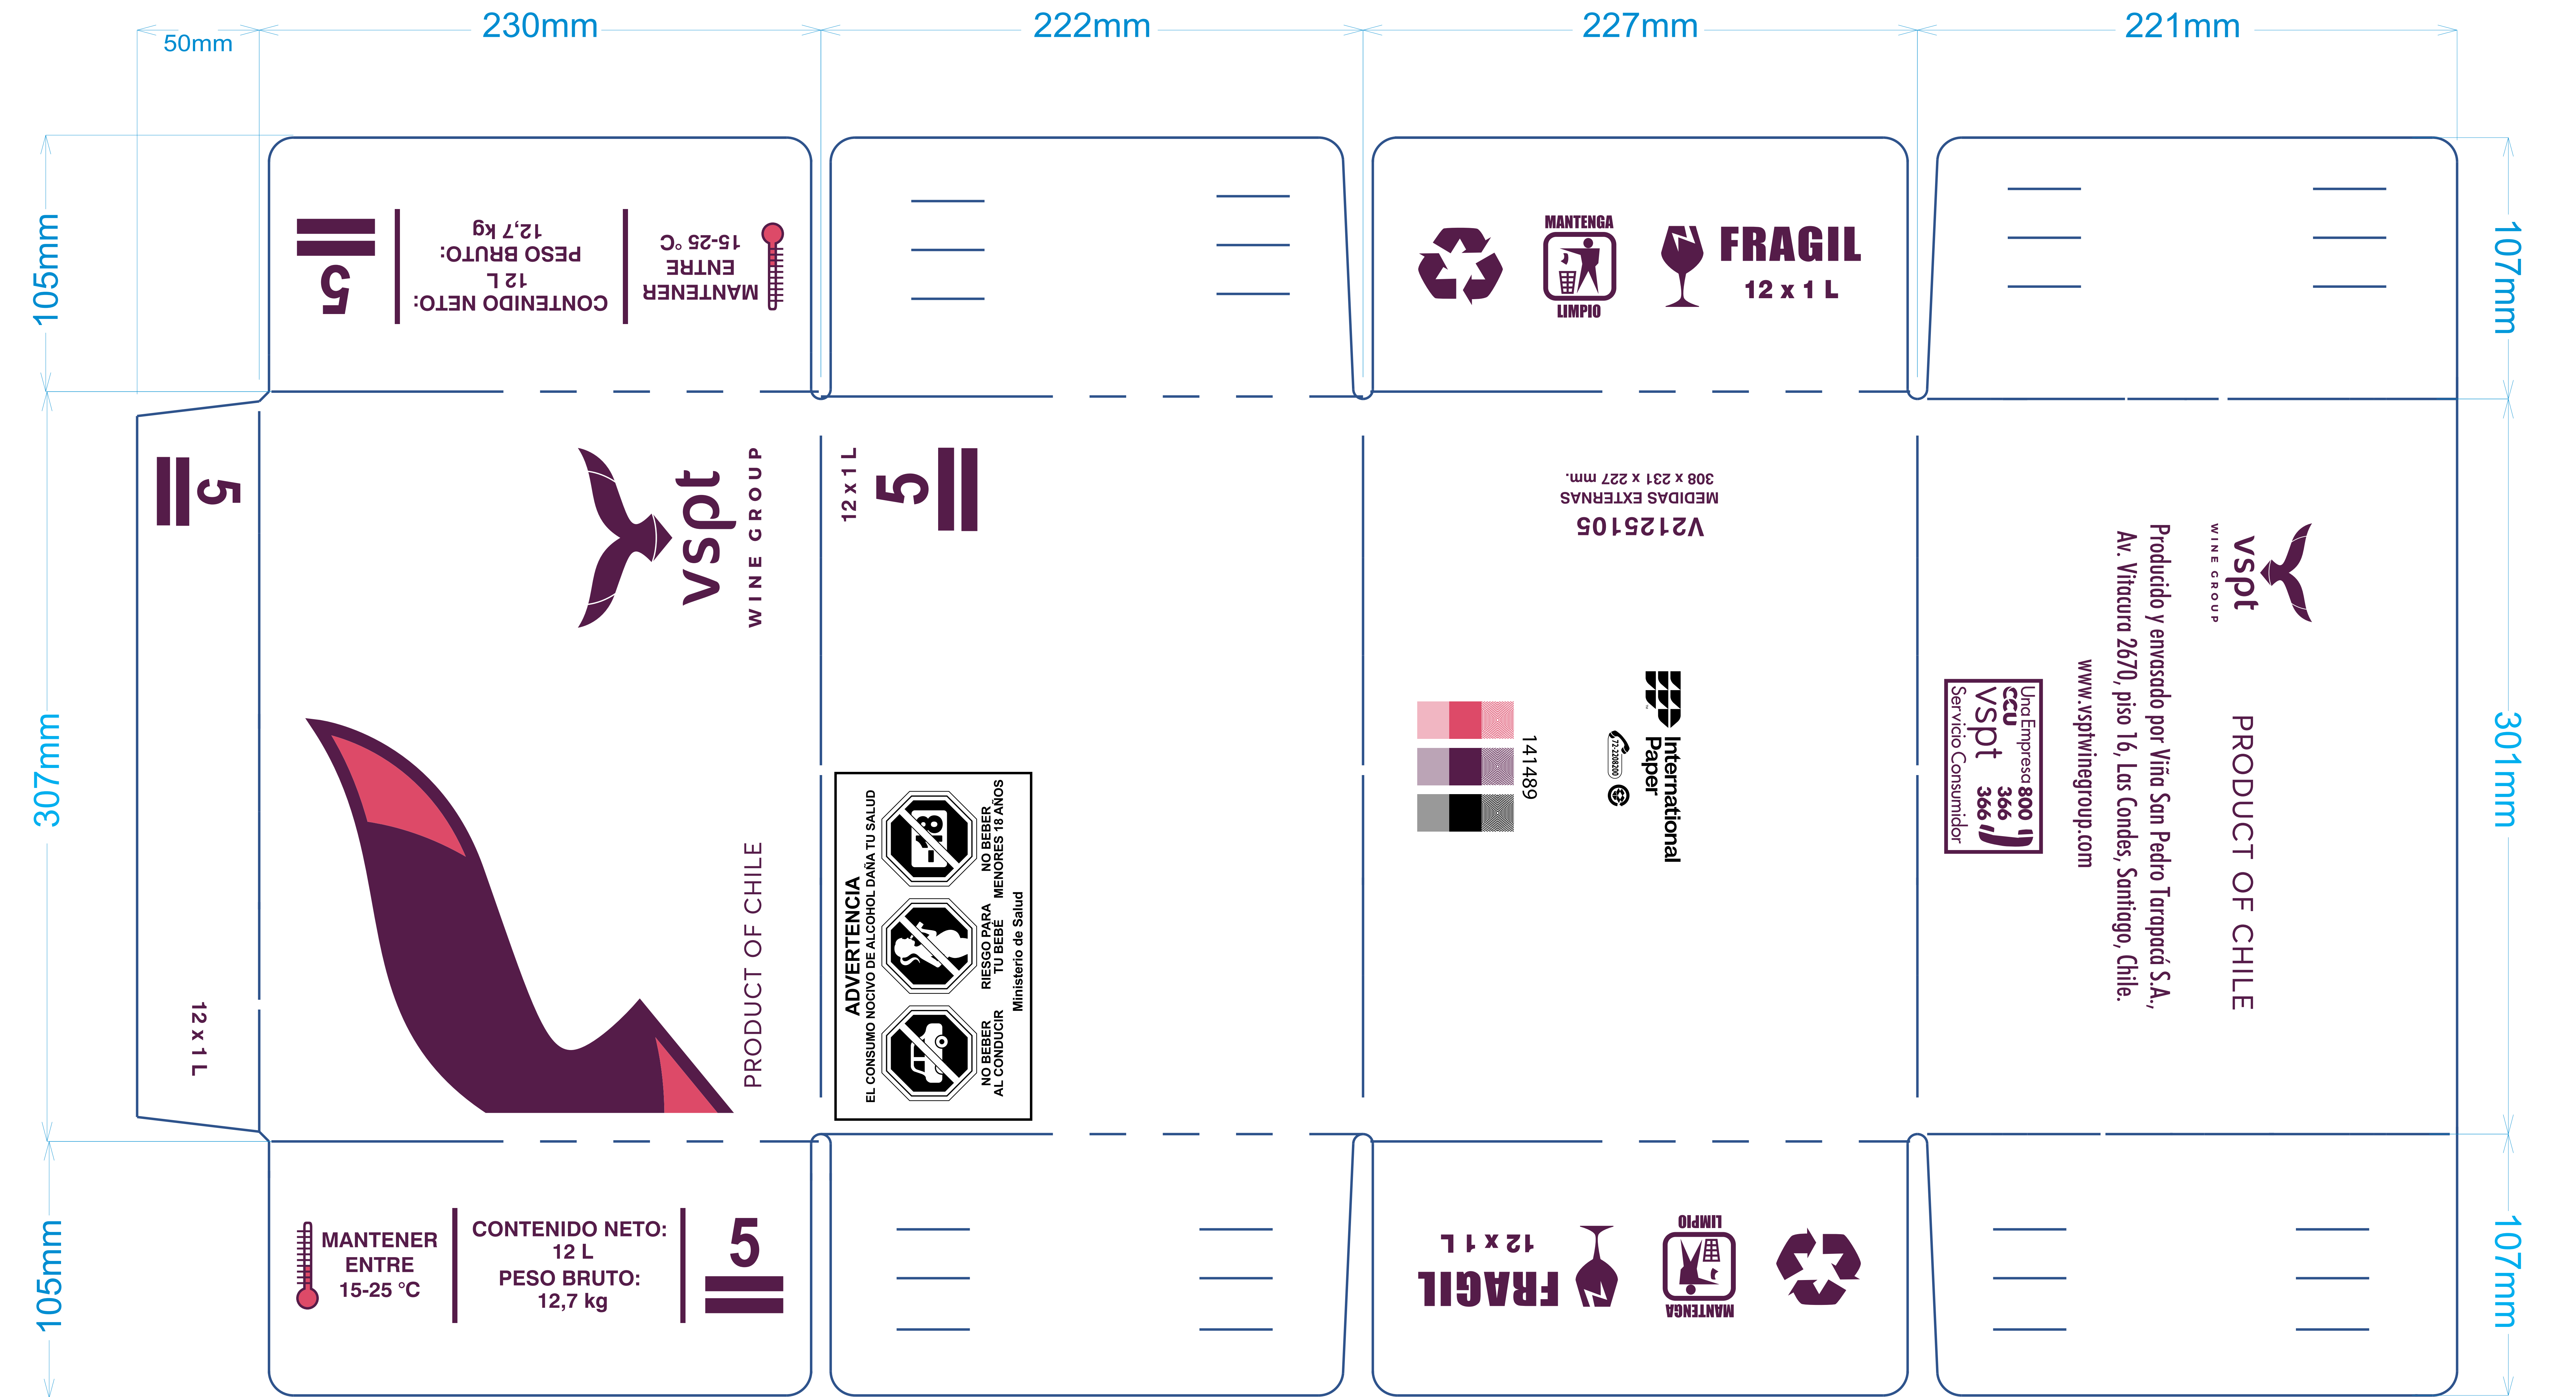 230mm
222mm
227mm
221mm
50mm
105mm
307mm
105mm
107mm
301mm
107mm
5
CONTENIDO NETO:
12 L
PESO BRUTO:
12,7 kg
MANTENER
ENTRE
15-25 °C
MANTENGA
LIMPIO
FRAGIL
12 x 1 L
5
12 x 1 L
vspt
WINE GROUP
PRODUCT OF CHILE
12 x 1 L
5
ADVERTENCIA
EL CONSUMO NOCIVO DE ALCOHOL DAÑA TU SALUD
-18
NO BEBER
AL CONDUCIR
RIESGO PARA
TU BEBÉ
NO BEBER
MENORES 18 AÑOS
Ministerio de Salud
V2125105
MEDIDAS EXTERNAS
308 x 231 x 227 mm.
141489
International
Paper
72-2208200
vspt
WINE GROUP
PRODUCT OF CHILE
Producido y envasado por Viña San Pedro Tarapacá S.A.,
Av. Vitacura 2670, piso 16, Las Condes, Santiago, Chile.
www.vsptwinegroup.com
Una Empresa
CCU
vspt
Servicio Consumidor
800
366
366
MANTENER
ENTRE
15-25 °C
CONTENIDO NETO:
12 L
PESO BRUTO:
12,7 kg
5
FRAGIL
12 x 1 L
MANTENGA
LIMPIO